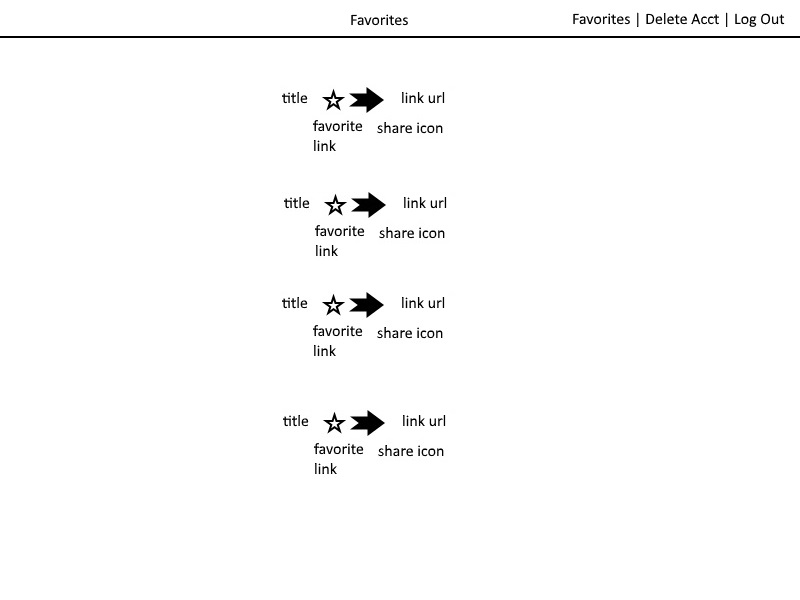 Favorites
Favorites | Delete Acct | Log Out
title link url
favorite share icon
link
title link url
favorite share icon
link
title link url
favorite share icon
link
title link url
favorite share icon
link